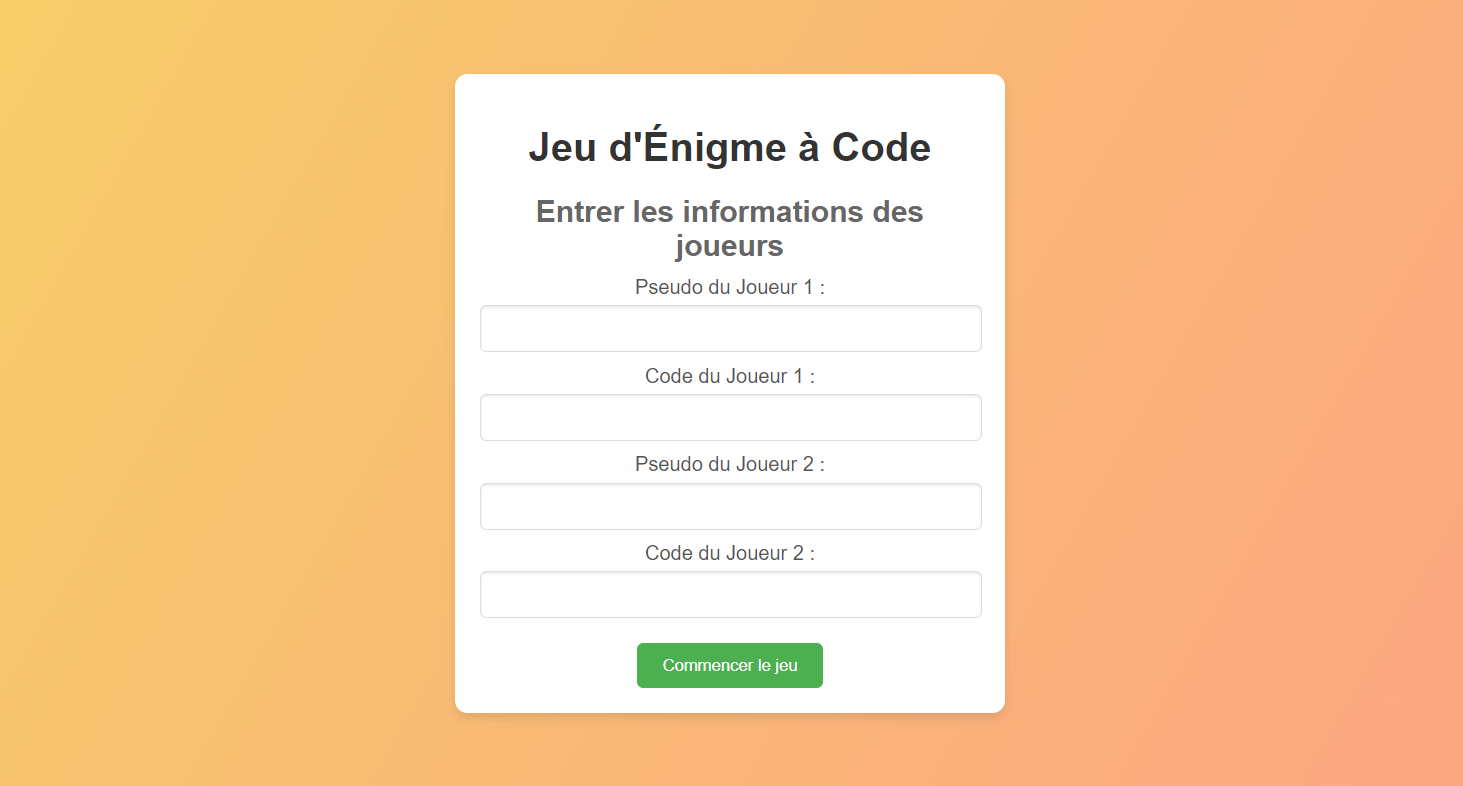 Jeu d'Énigme à Code
Entrer les informations des
joueurs
Pseudo du Joueur 1 :
Code du Joueur 1 :
Pseudo du Joueur 2 :
Code du Joueur 2 :
Commencer le jeu